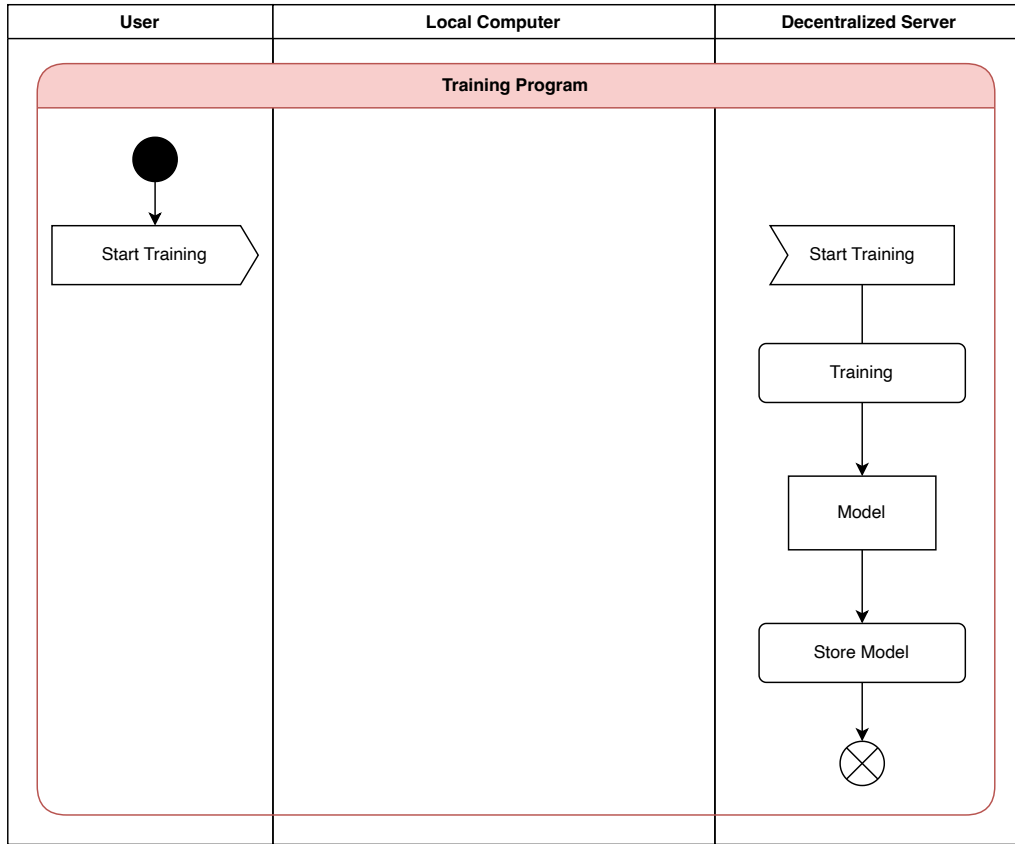 User
Local Computer
Decentralized Server
Training Program
Start Training
Start Training
Training
Model
Store Model